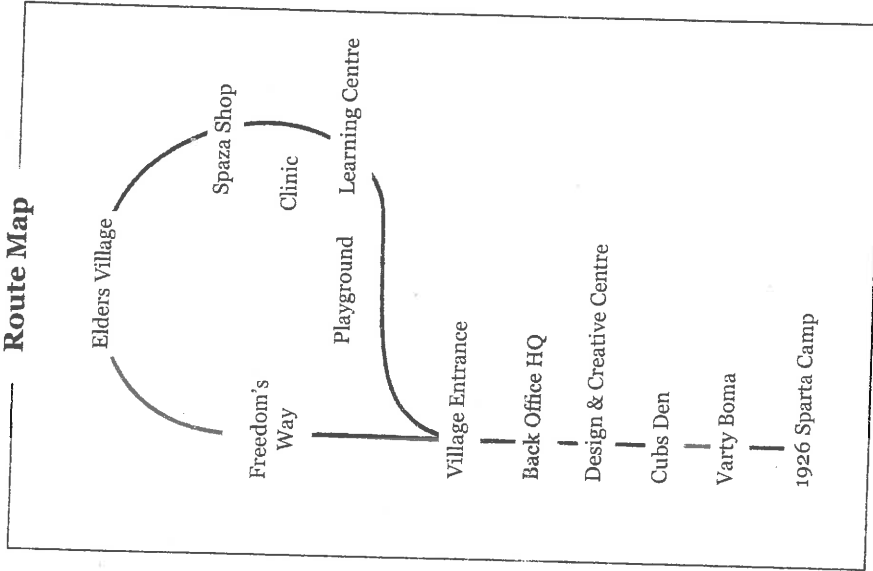 Route Map
Elders Village
Spaza Shop
Clinic
Learning Centre
Playground
Freedom's
Way
Village Entrance
Back Office HQ
Design & Creative Centre
Cubs Den
Varty Boma
1926 Sparta Camp